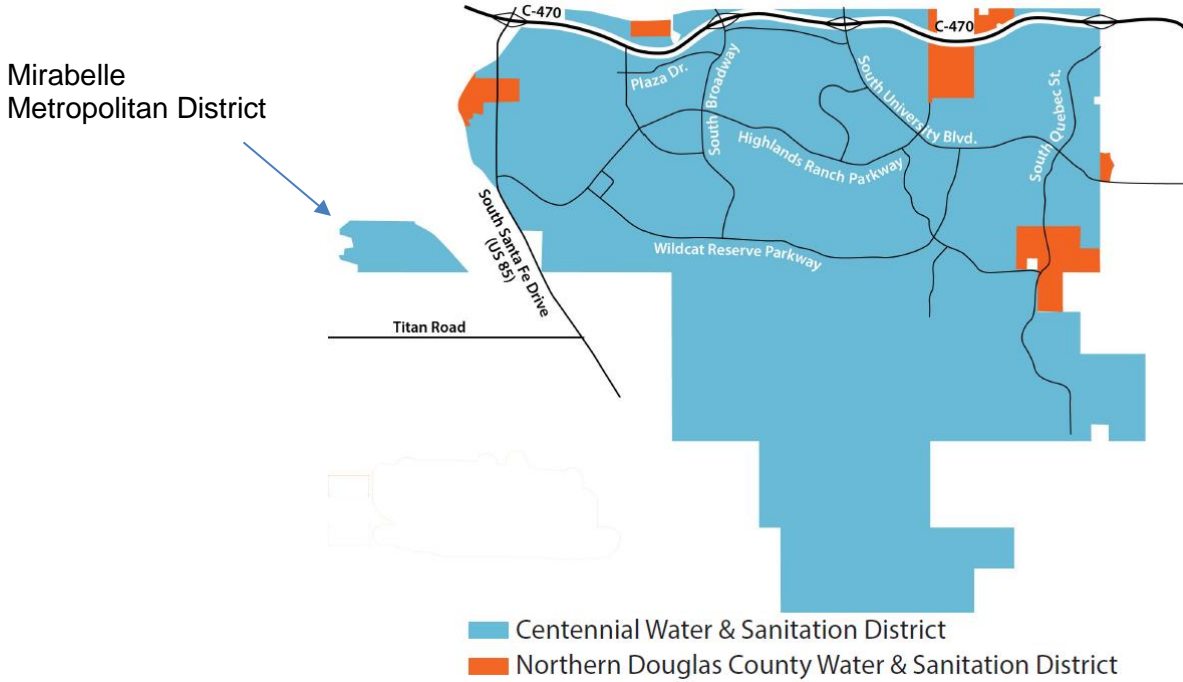 C-470
C-470
Mirabelle
Metropolitan District
Plaza Dr.
South Broadway
South University Blvd.
South Quebec St.
Highlands Ranch Parkway
South Santa Fe Drive
(US 85)
Wildcat Reserve Parkway
Titan Road
Centennial Water & Sanitation District
Northern Douglas County Water & Sanitation District